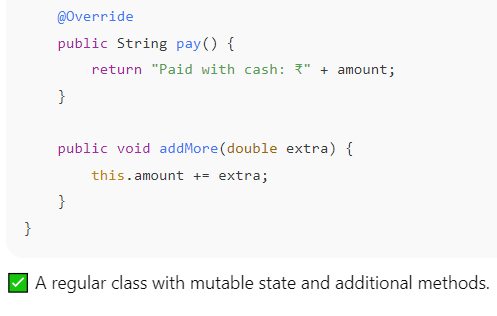 @Override
public String pay() {
return "Paid with cash: ₹" + amount;
}
public void addMore(double extra) {
this.amount += extra;
}
}
✅ A regular class with mutable state and additional methods.